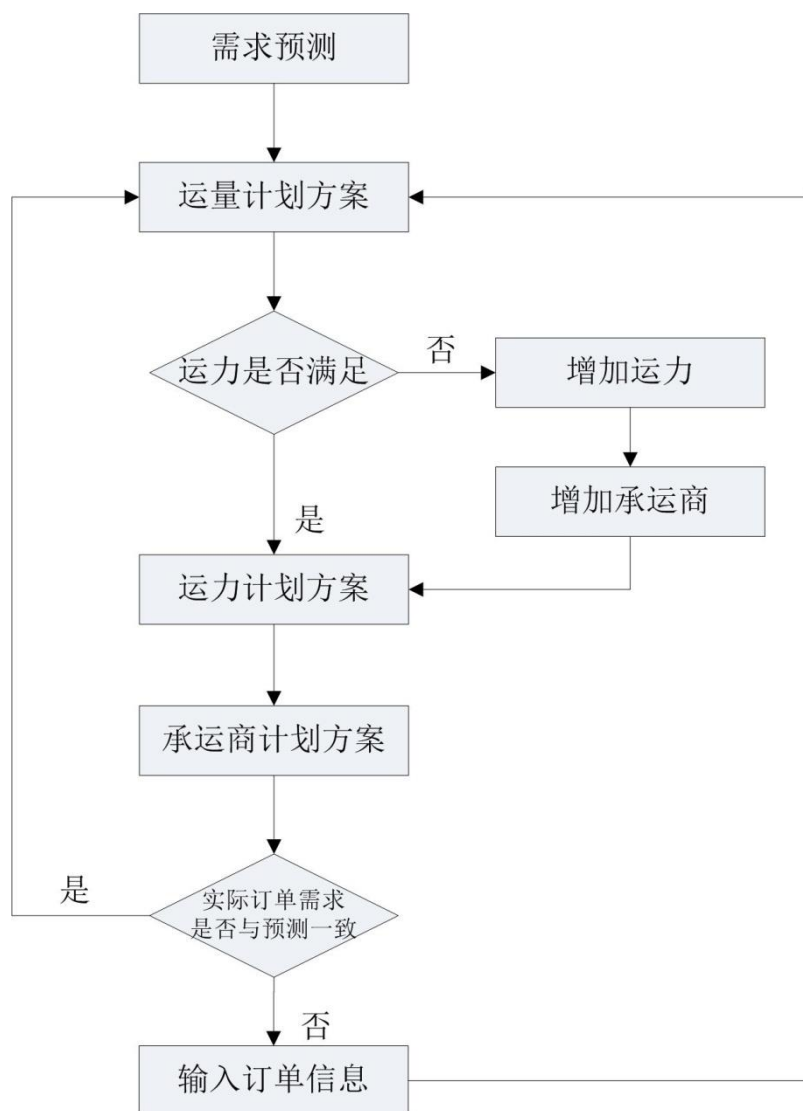 需求预测
运量计划方案
运力是否满足
否
增加运力
增加承运商
是
运力计划方案
承运商计划方案
是
实际订单需求
是否与预测一致
否
输入订单信息